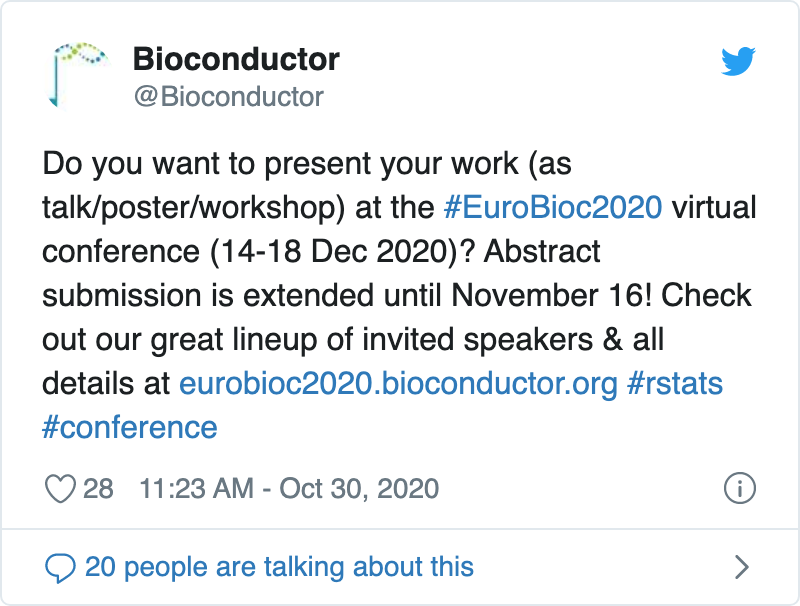 Bioconductor
@Bioconductor
Do you want to present your work (as
talk/poster/workshop) at the #EuroBioc2020 virtual
conference (14-18 Dec 2020)? Abstract
submission is extended until November 16! Check
out our great lineup of invited speakers & all
details at eurobioc2020.bioconductor.org #rstats
#conference
28 11:23 AM - Oct 30, 2020
20 people are talking about this